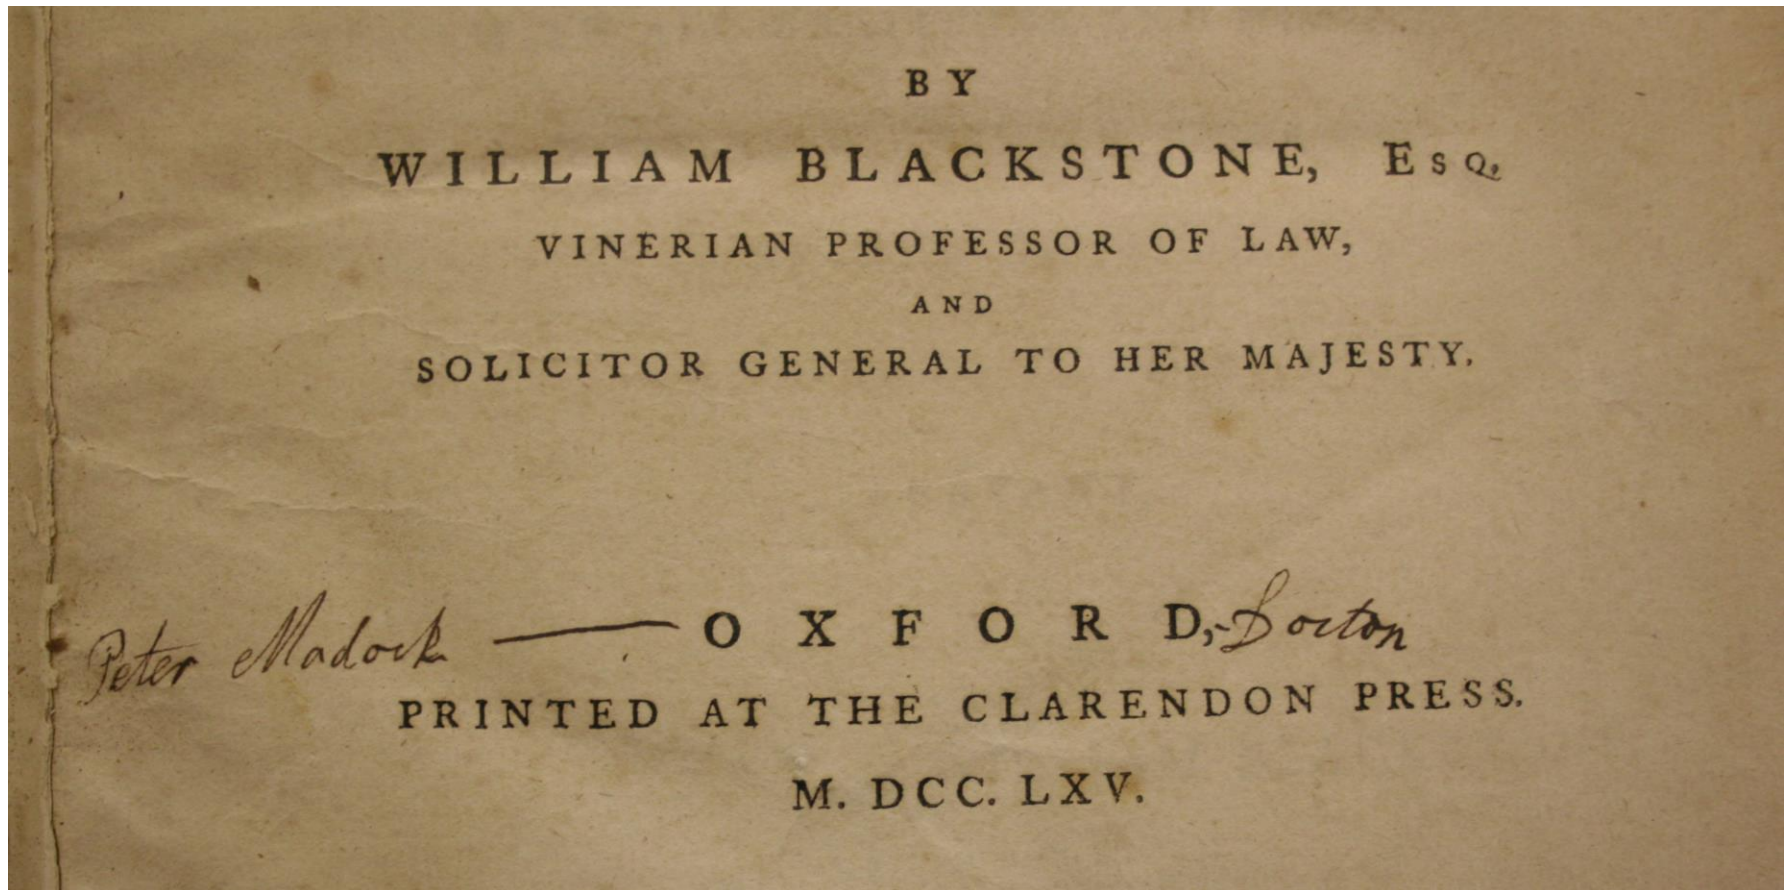 BY
WILLIAM BLACKSTONE, ESQ.
VINERIAN PROFESSOR OF LAW,
AND
SOLICITOR GENERAL TO HER MAJESTY.
Peter Madock — OXFORD,
PRINTED AT THE CLARENDON PRESS.
M. DCC. LXV.